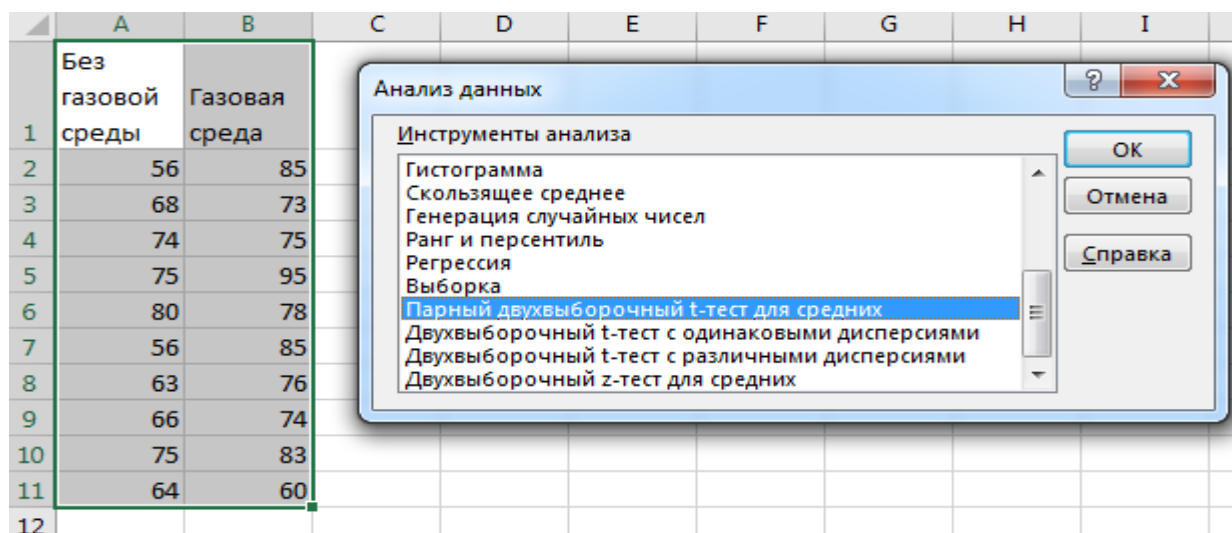 A B C D E F G H I
Без
газовой Газовая
1 среды среда
2 56 85
3 68 73
4 74 75
5 75 95
6 80 78
7 56 85
8 63 76
9 66 74
10 75 83
11 64 60
12
Анализ данных
Инструменты анализа
Гистограмма
Скользящее среднее
Генерация случайных чисел
Ранг и персентиль
Регрессия
Выборка
Парный двухвыборочный t-тест для средних
Двухвыборочный t-тест с одинаковыми дисперсиями
Двухвыборочный t-тест с различными дисперсиями
Двухвыборочный z-тест для средних
ОК
Отмена
Справка